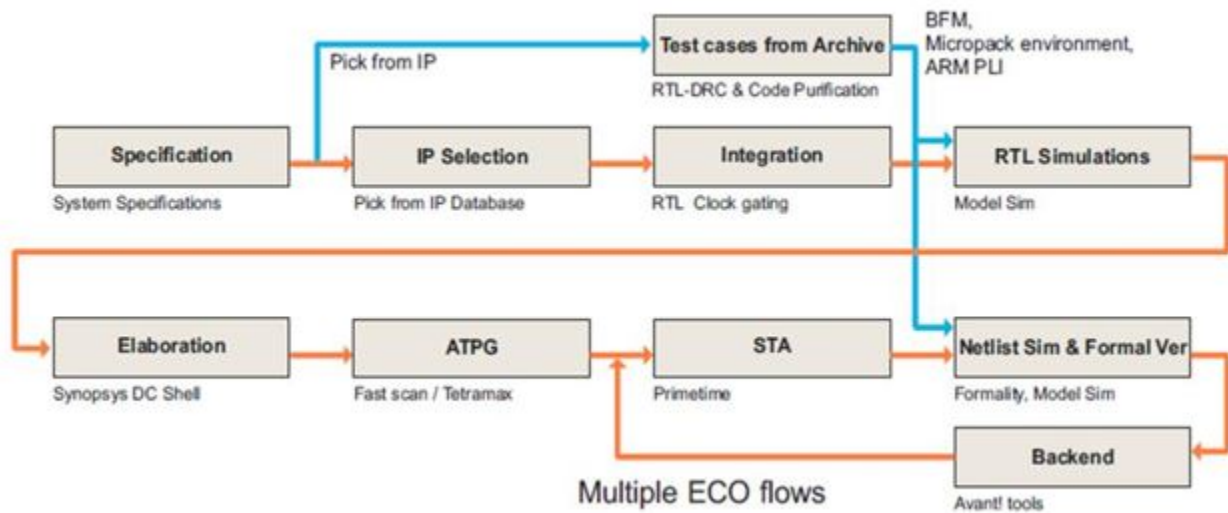 BFM,
Test cases from Archive
Micropack environment,
Pick from IP
ARM PLI
RTL-DRC & Code Purification
Specification
IP Selection
Integration
RTL Simulations
System Specifications
Pick from IP Database
RTL Clock gating
Model Sim
Elaboration
ATPG
STA
Netlist Sim & Formal Ver
Synopsys DC Shell
Fast scan / Tetramax
Primetime
Formality, Model Sim
Backend
Multiple ECO flows
Avant! tools